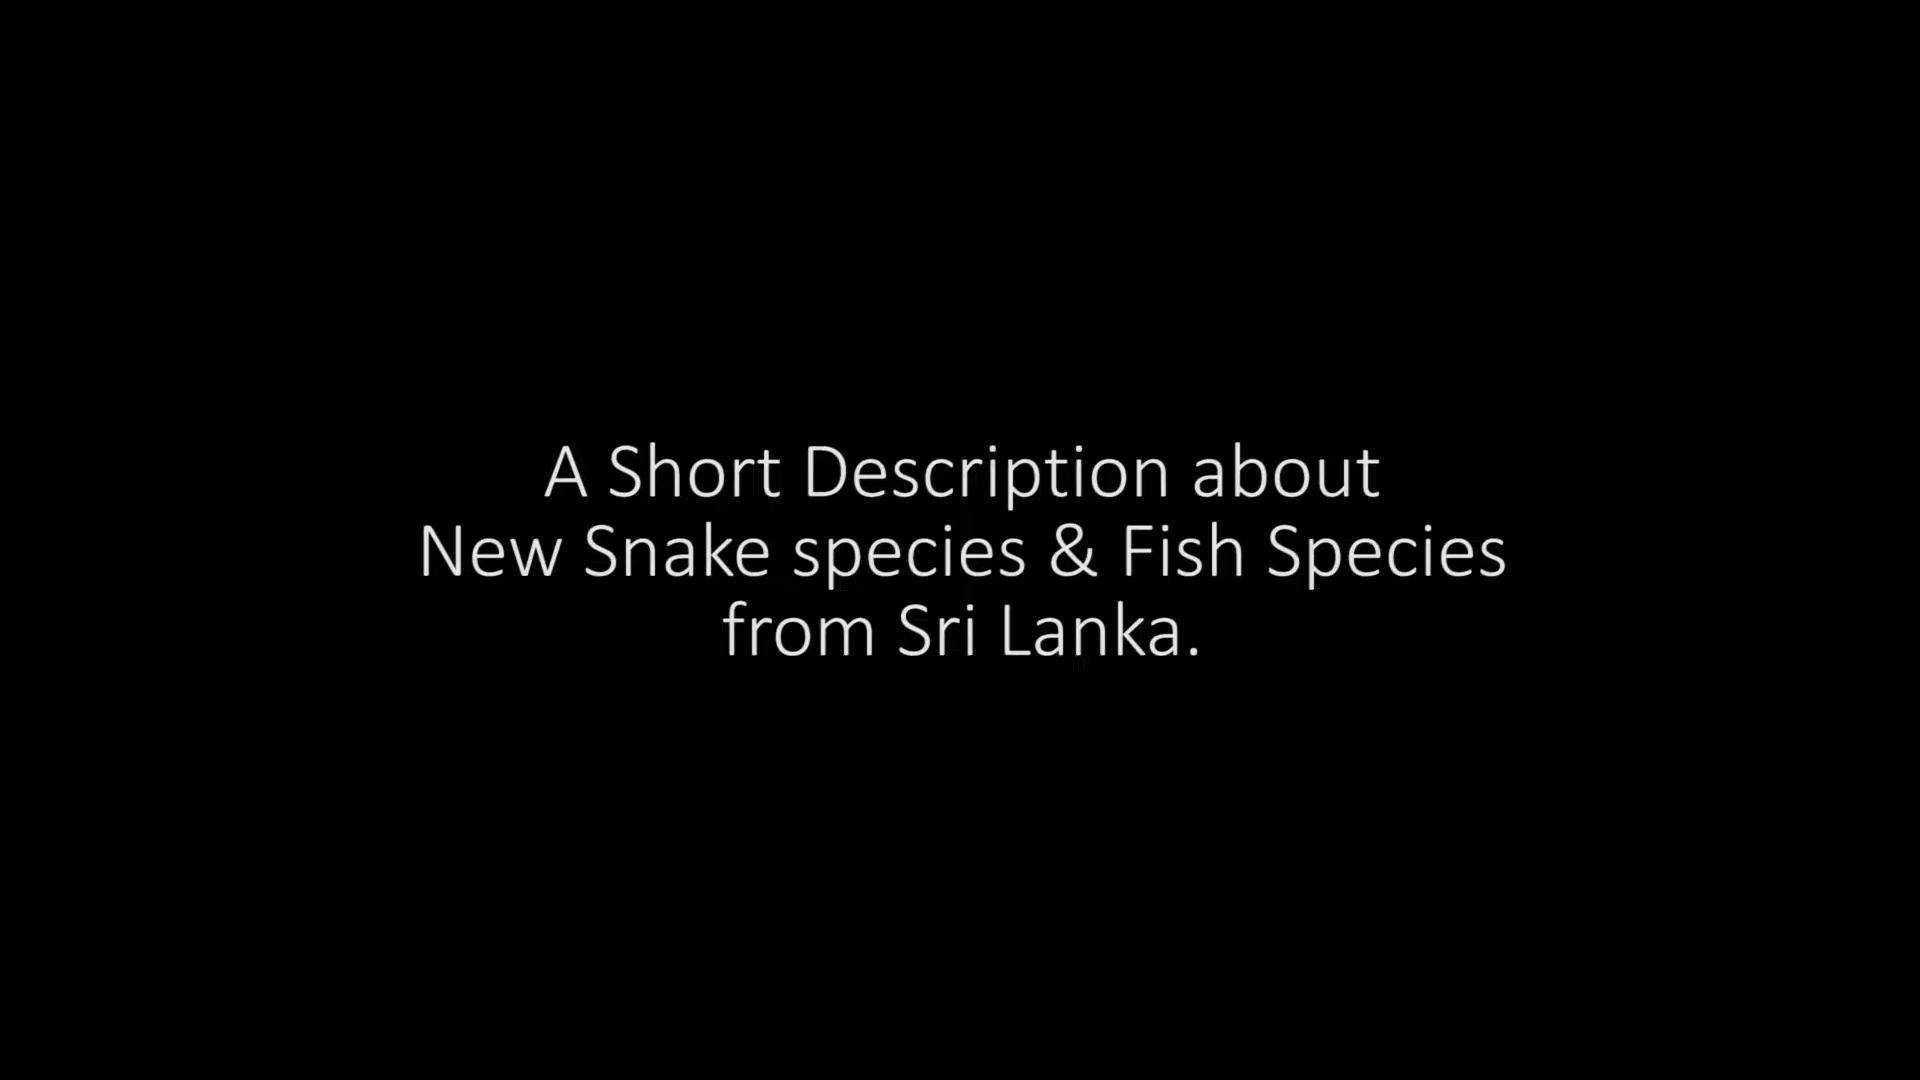 A Short Description about
New Snake species & Fish Species
from Sri Lanka.